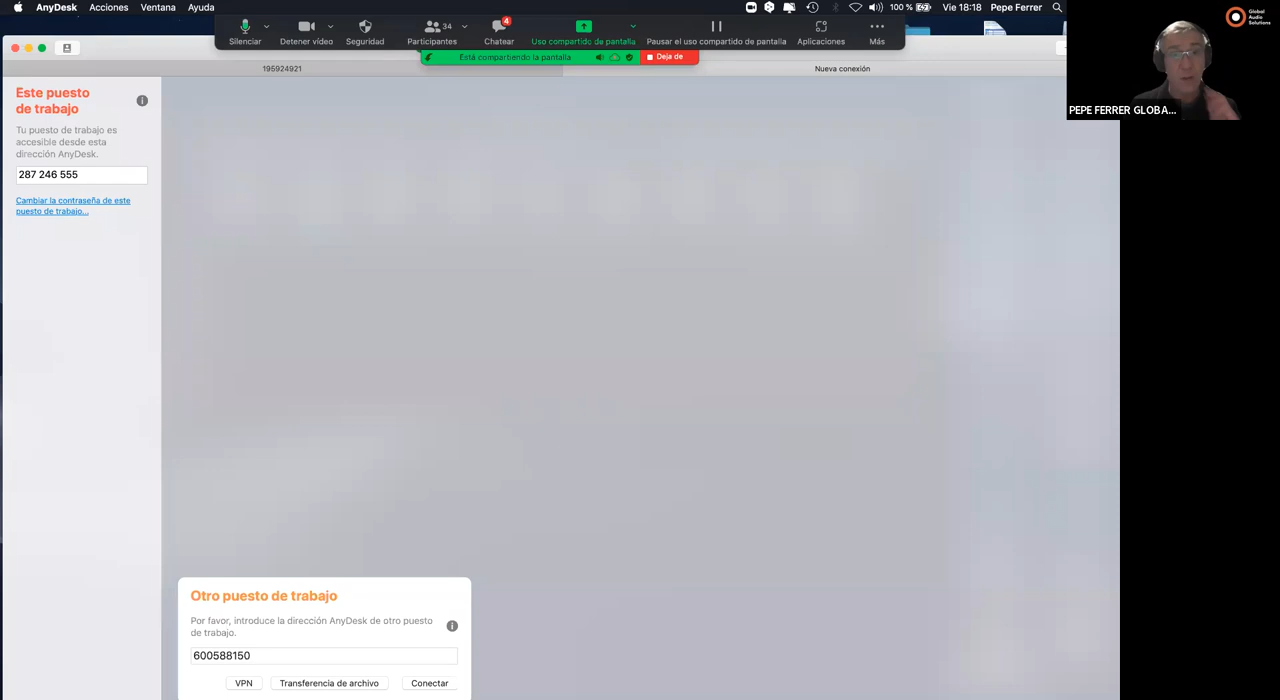 AnyDesk Acciones Ventana Ayuda
100 % Vie 18:18 Pepe Ferrer
34
4
Silenciar Detener vídeo Seguridad Participantes Chatear Uso compartido de pantalla Pausar el uso compartido de pantalla Aplicaciones Más
Está compartiendo la pantalla Deja de
195924921 Nueva conexión
Global
Audio
Solutions
PEPE FERRER GLOBA...
Este puesto
de trabajo
Tu puesto de trabajo es
accesible desde esta
dirección AnyDesk.
287 246 555
Cambiar la contraseña de este
puesto de trabajo...
Otro puesto de trabajo
Por favor, introduce la dirección AnyDesk de otro puesto
de trabajo.
600588150
VPN Transferencia de archivo Conectar